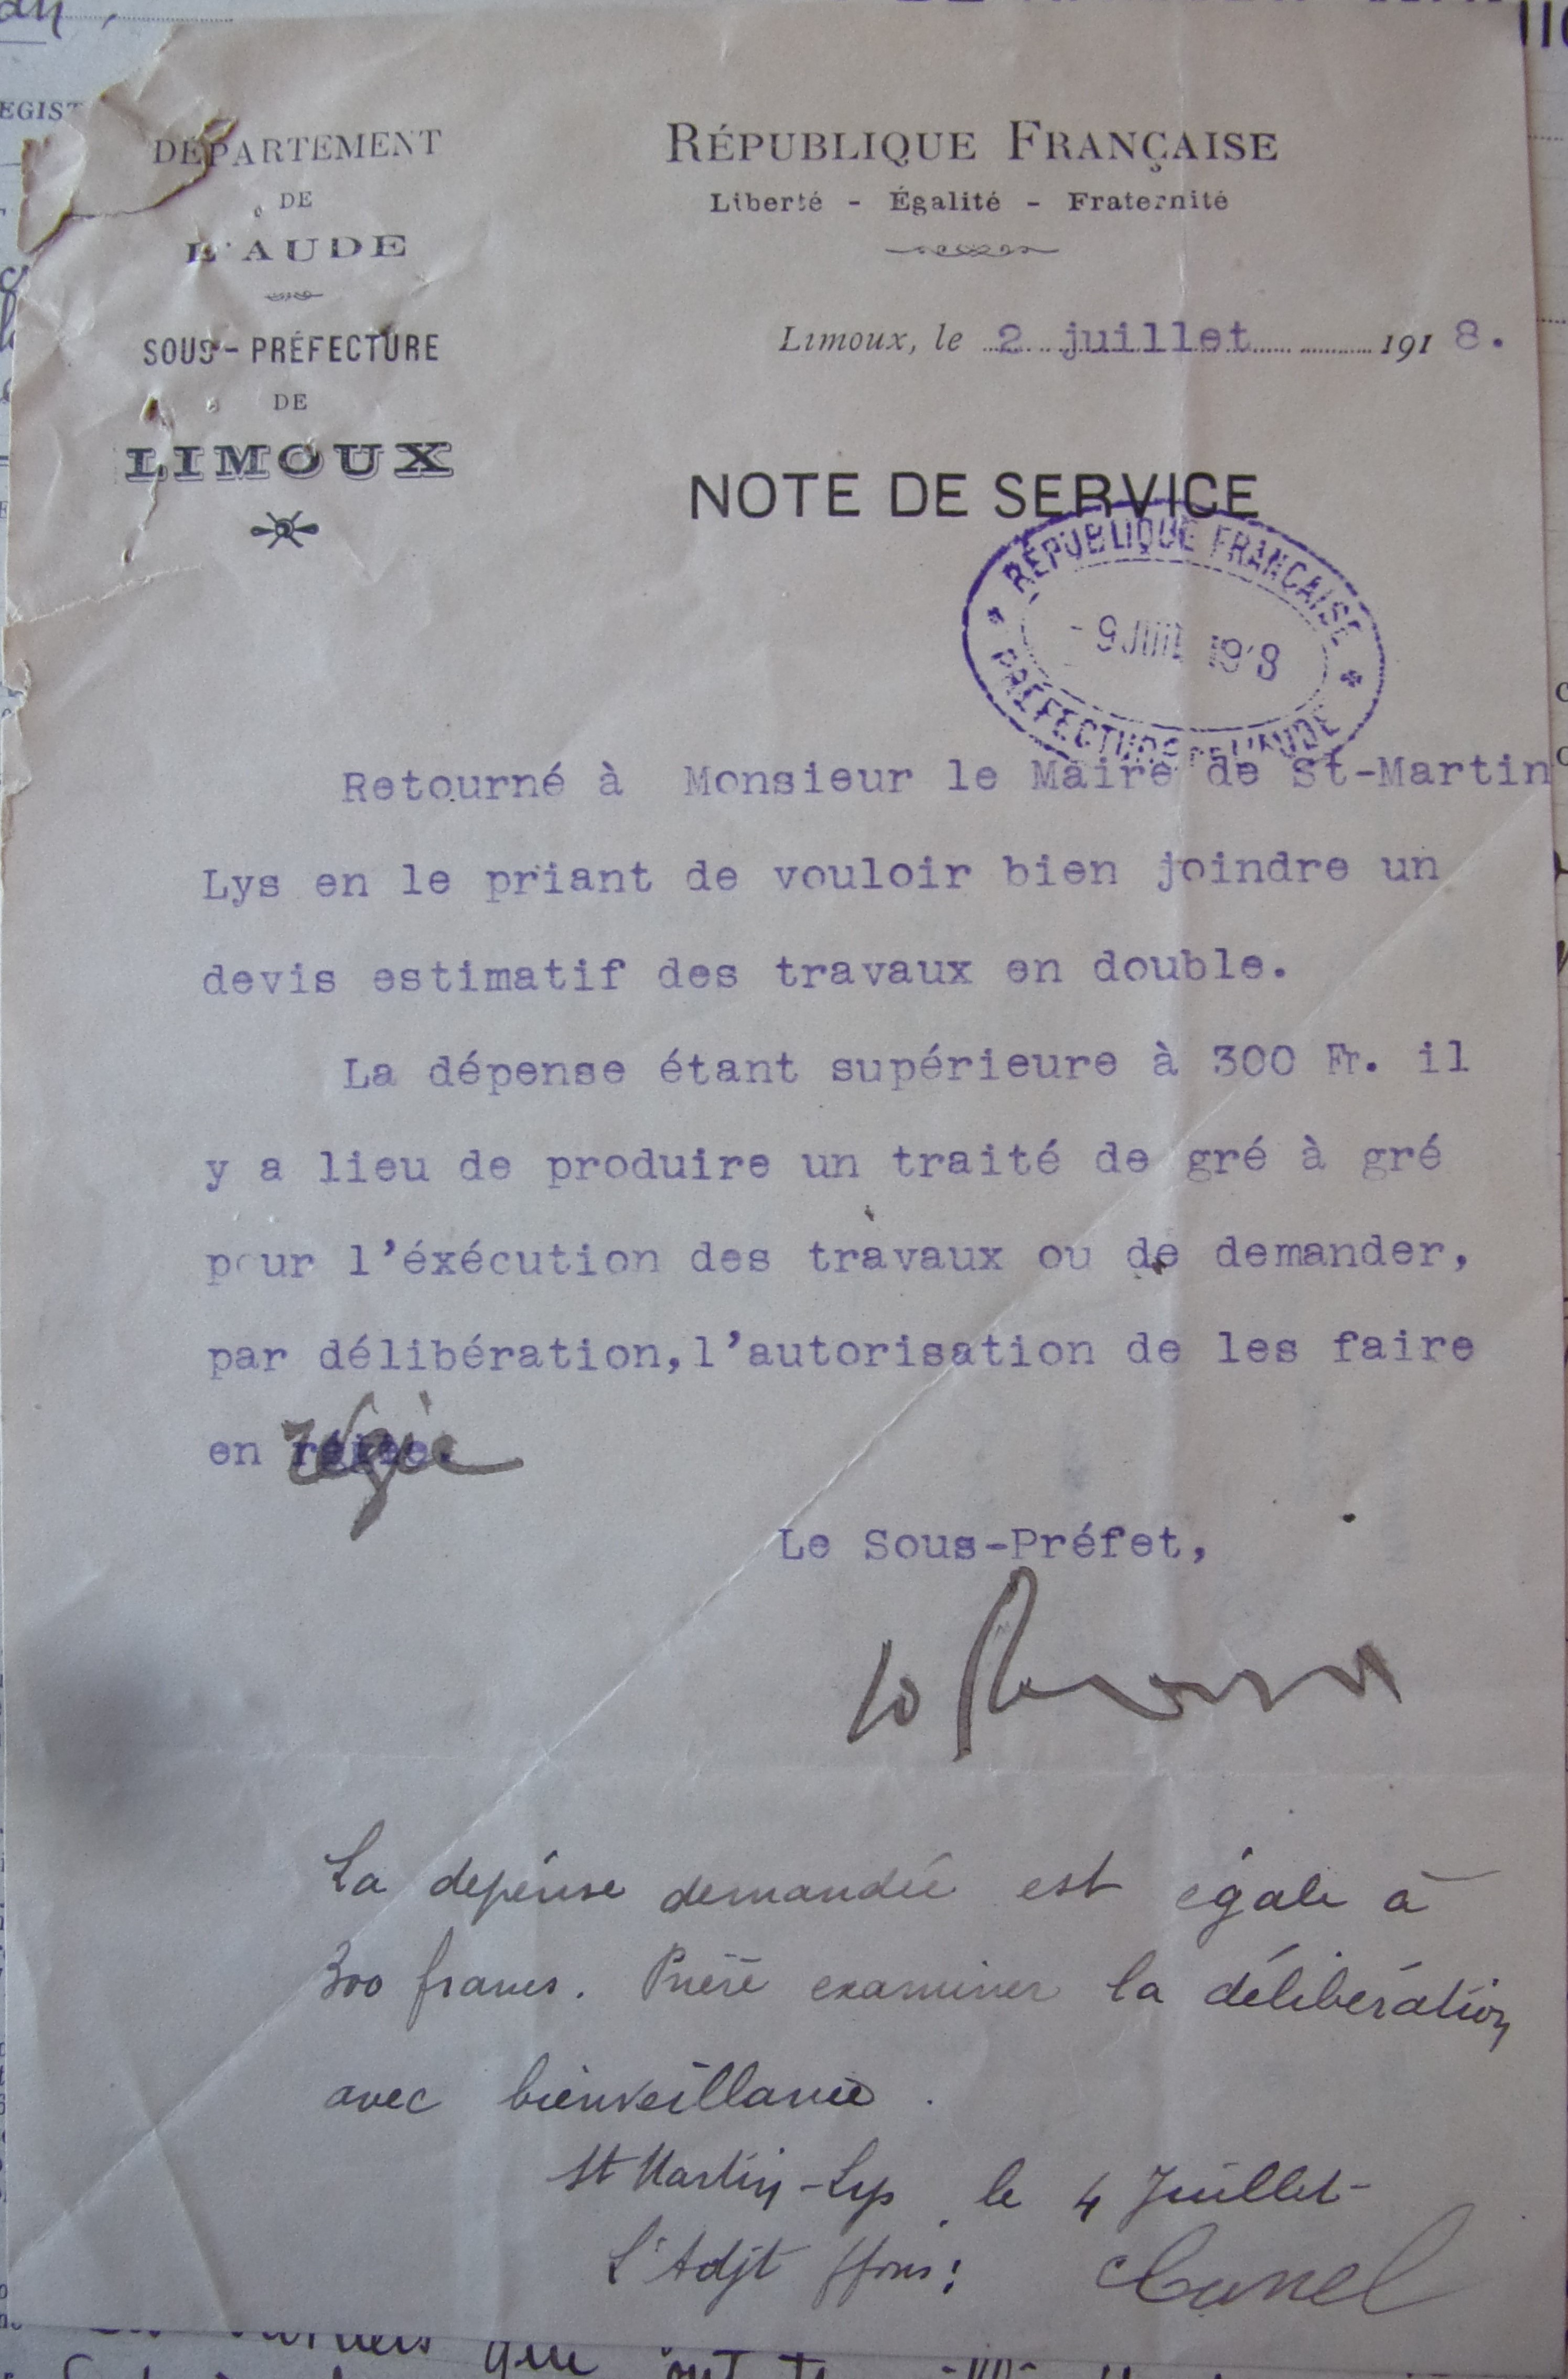 DÉPARTEMENT
DE
L'AUDE
SOUS-PRÉFECTURE
DE
LIMOUX
RÉPUBLIQUE FRANÇAISE
Liberté - Égalité - Fraternité
Limoux, le 2 juillet 1918.
NOTE DE SERVICE
RÉPUBLIQUE FRANCAISE
- 9 JUIL 1918
PRÉFECTURE DE L'AUDE
Retourné à Monsieur le Maire de St-Martin
Lys en le priant de vouloir bien joindre un
devis estimatif des travaux en double.
La dépense étant supérieure à 300 Fr. il
y a lieu de produire un traité de gré à gré
pour l'éxécution des travaux ou de demander,
par délibération, l'autorisation de les faire
en régie
Le Sous-Préfet,
La depénse demandée est égale à
300 francs. Prière examiner la délibération
avec bienveillance.
St Martin-Lys, le 4 Juillet-
L'Adjt ffons:
EGIST
que